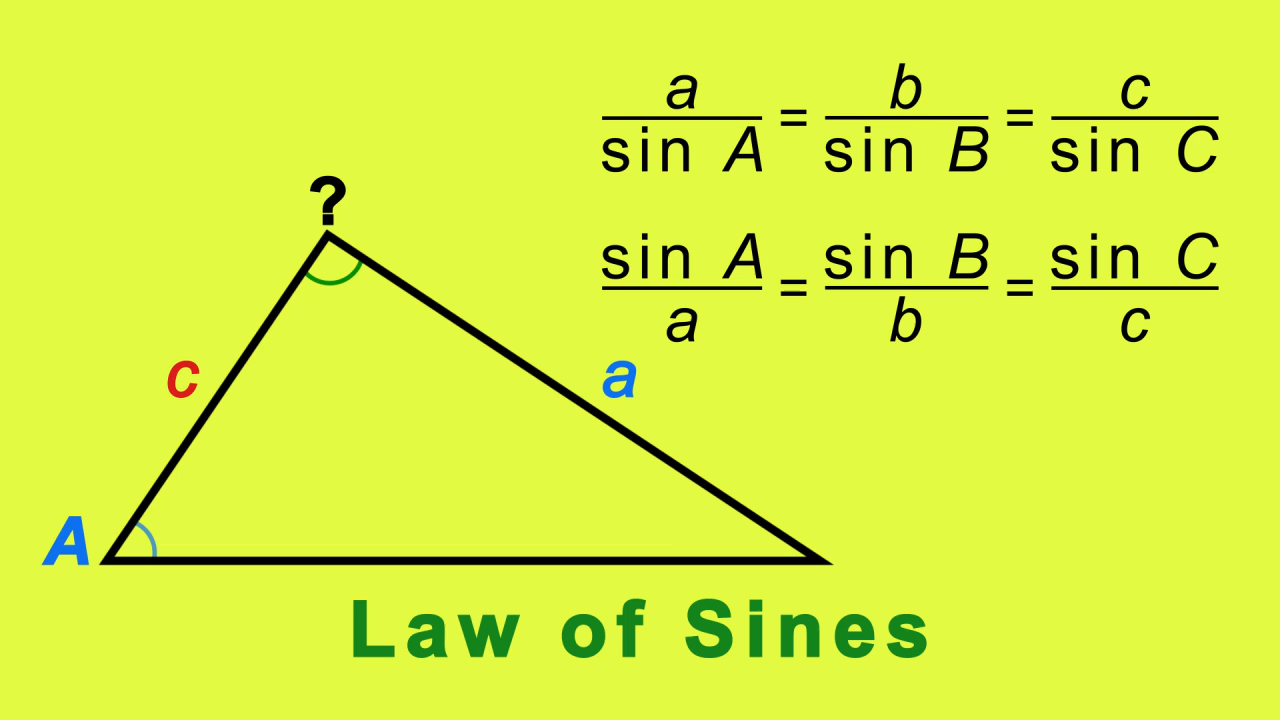 a / sin A = b / sin B = c / sin C
?
sin A / a = sin B / b = sin C / c
c
a
A
Law of Sines